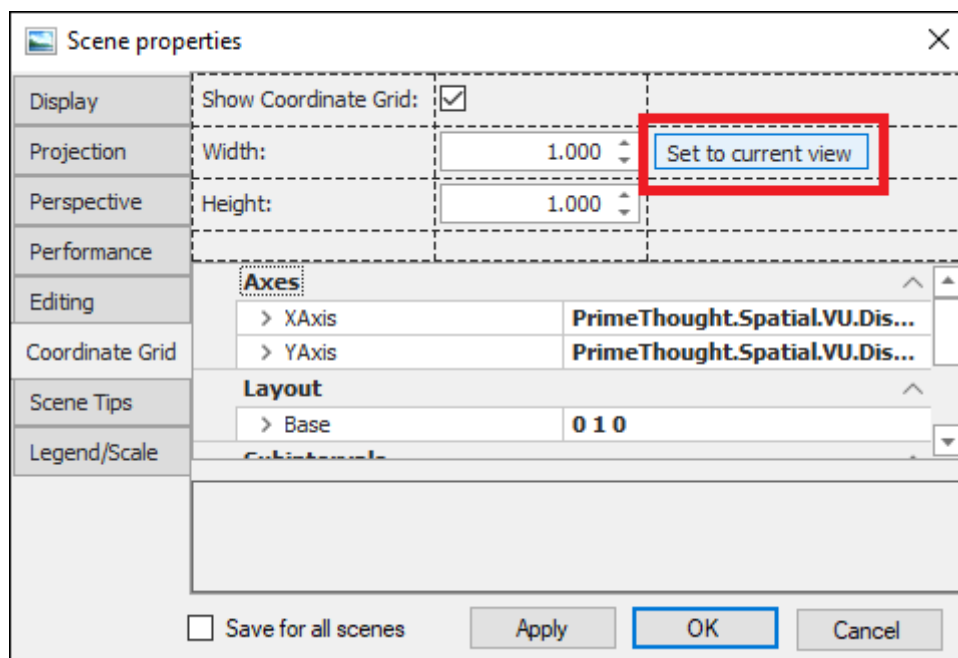 Scene properties
Display
Projection
Perspective
Performance
Editing
Coordinate Grid
Scene Tips
Legend/Scale
Show Coordinate Grid:
Width: 1.000 Set to current view
Height: 1.000
Axes
XAxis PrimeThought.Spatial.VU.Dis...
YAxis PrimeThought.Spatial.VU.Dis...
Layout
Base 0 1 0
Save for all scenes Apply OK Cancel